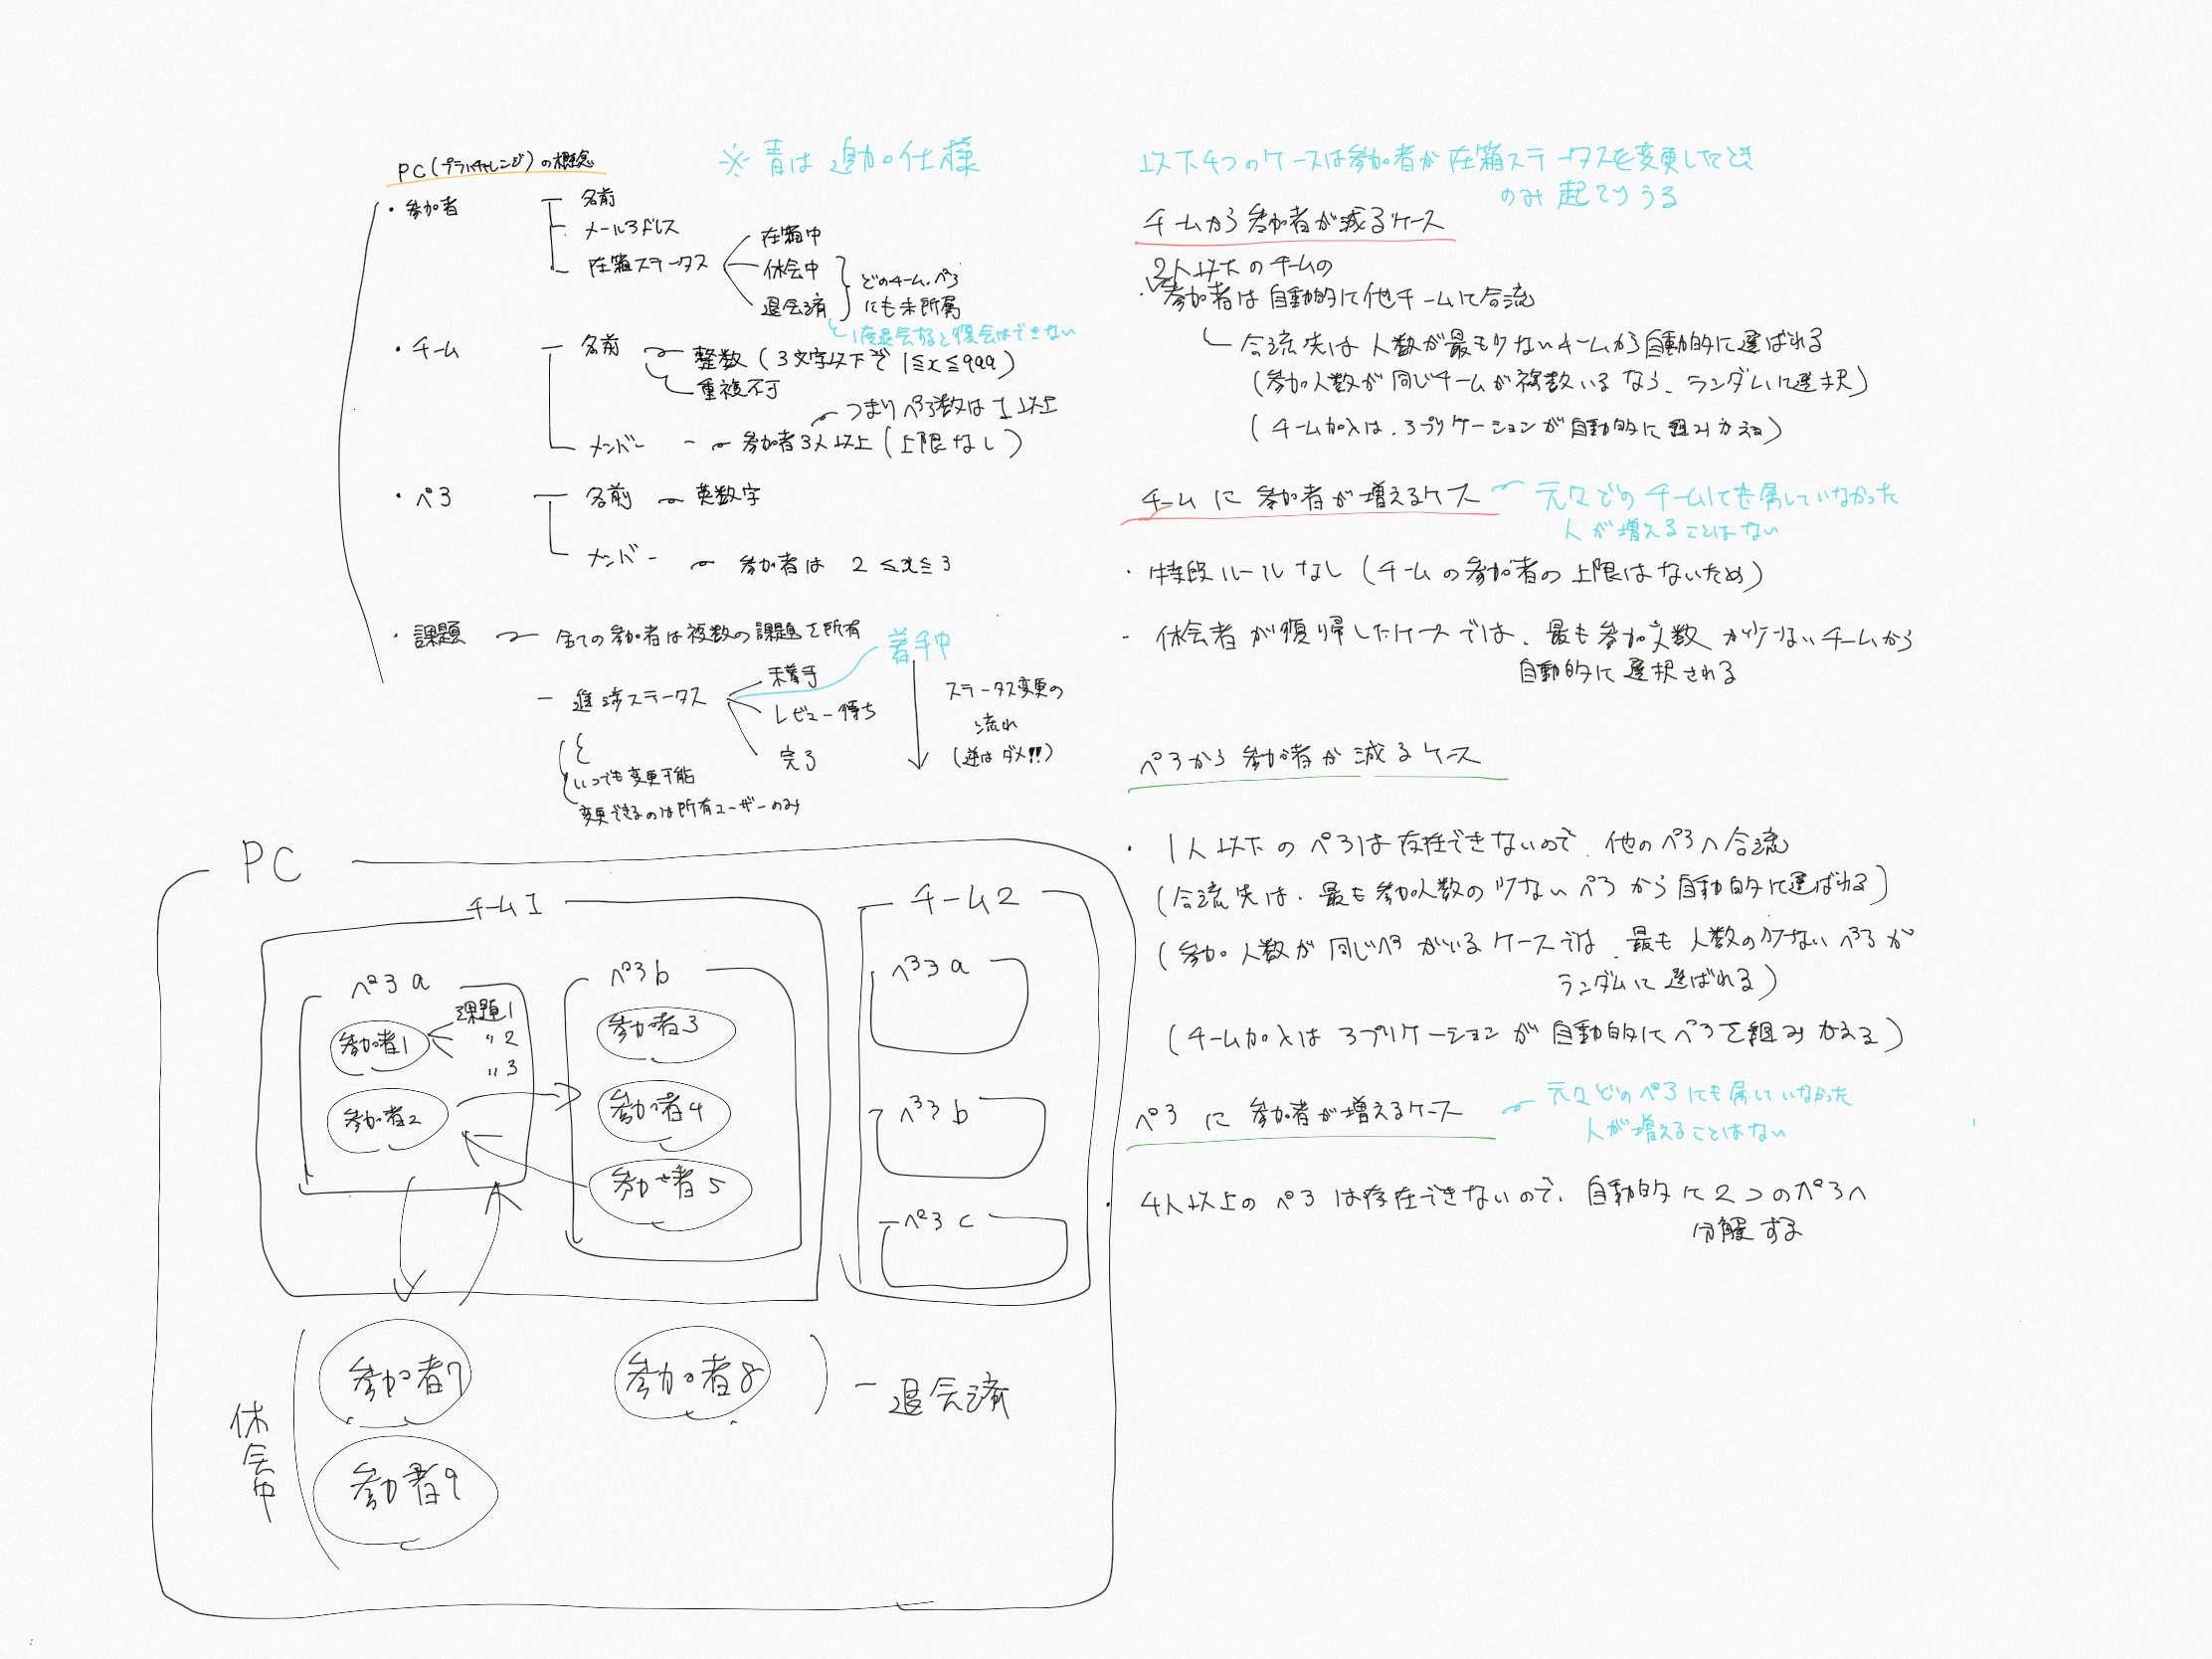 PC(プラハチャレンジ)の概念
※青は追加仕様
・参加者
名前
メールアドレス
在籍ステータス
在籍中
休会中
退会済
どのチーム、ペア
にも未所属
1度退会すると復会はできない
・チーム
名前
整数(3文字以下で 1≦x≦999)
重複不可
つまりペア数は1以上
メンバー
参加者3人以上(上限なし)
・ペア
名前
英数字
メンバー
参加者は 2≦x≦3
・課題
全ての参加者は複数の課題を所有
着手中
進捗ステータス
未着手
レビュー待ち
完了
ステータス変更の
流れ
(逆はダメ!!)
いつでも変更可能
変更できるのは所有ユーザーのみ
PC
チーム1
ペアa
参加者1
課題1
〃2
〃3
参加者2
ペアb
参加者3
参加者4
参加者5
チーム2
ペアa
ペアb
ペアc
休会中
参加者7
参加者9
参加者8
退会済
以下4つのケースは参加者が在籍ステータスを変更したとき
のみ起こりうる
チームから参加者が減るケース
2人以下のチームの
・参加者は自動的に他チームに合流
合流先は人数が最も少ないチームから自動的に選ばれる
(参加人数が同じチームが複数いるなら、ランダムに選択)
(チーム加入は、アプリケーションが自動的に組みかえる)
チームに参加者が増えるケース
元々どのチームにも属していなかった
人が増えることはない
・特段ルールなし(チームの参加者の上限はないため)
- 休会者が復帰したケースでは、最も参加人数が少ないチームから
自動的に選択される
ペアから参加者が減るケース
・1人以下のペアは存在できないので、他のペアへ合流
(合流先は、最も参加人数の少ないペアから自動的に選ばれる)
(参加人数が同じペアがいるケースでは、最も人数の少ないペアが
ランダムに選ばれる)
(チーム加入はアプリケーションが自動的にペアを組みかえる)
ペアに参加者が増えるケース
元々どのペアにも属していなかった
人が増えることはない
・4人以上のペアは存在できないので、自動的に2つのペアへ
分解する